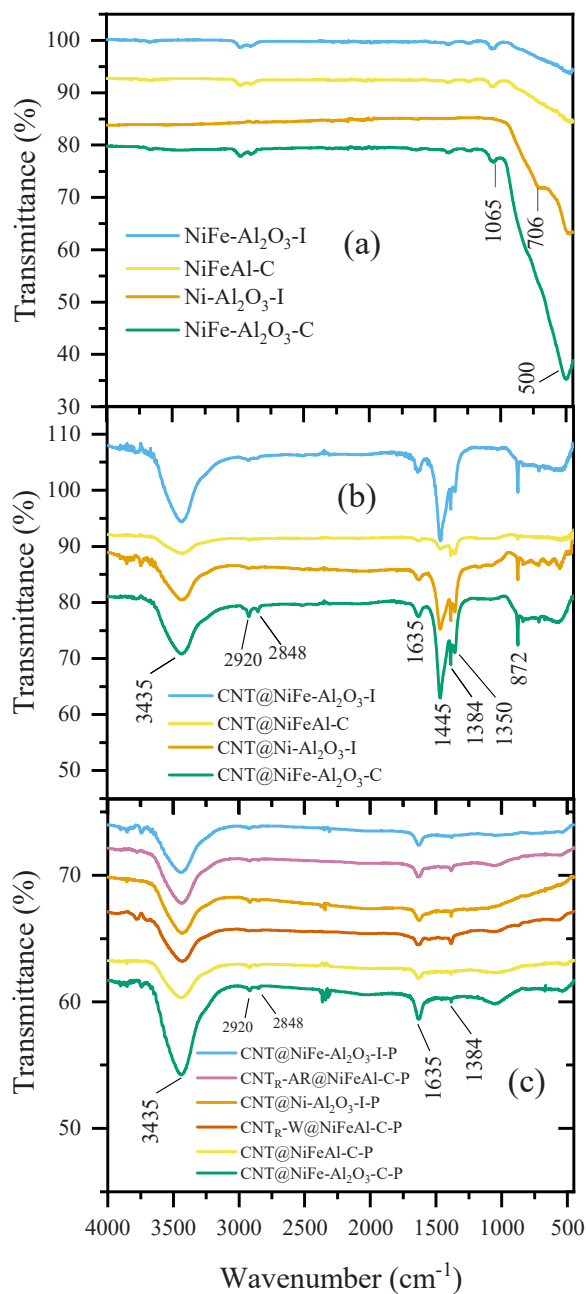 100
90
80
70
60
50
40
30
Transmittance (%)
(a)
NiFe-Al₂O₃-I
NiFeAl-C
Ni-Al₂O₃-I
NiFe-Al₂O₃-C
1065
706
500
110
100
90
80
70
60
50
Transmittance (%)
(b)
3435
2920
2848
1635
1445
1384
1350
872
CNT@NiFe-Al₂O₃-I
CNT@NiFeAl-C
CNT@Ni-Al₂O₃-I
CNT@NiFe-Al₂O₃-C
70
60
50
Transmittance (%)
3435
2920
2848
1635
1384
(c)
CNT@NiFe-Al₂O₃-I-P
CNT_R-AR@NiFeAl-C-P
CNT@Ni-Al₂O₃-I-P
CNT_R-W@NiFeAl-C-P
CNT@NiFeAl-C-P
CNT@NiFe-Al₂O₃-C-P
4000 3500 3000 2500 2000 1500 1000 500
Wavenumber (cm⁻¹)